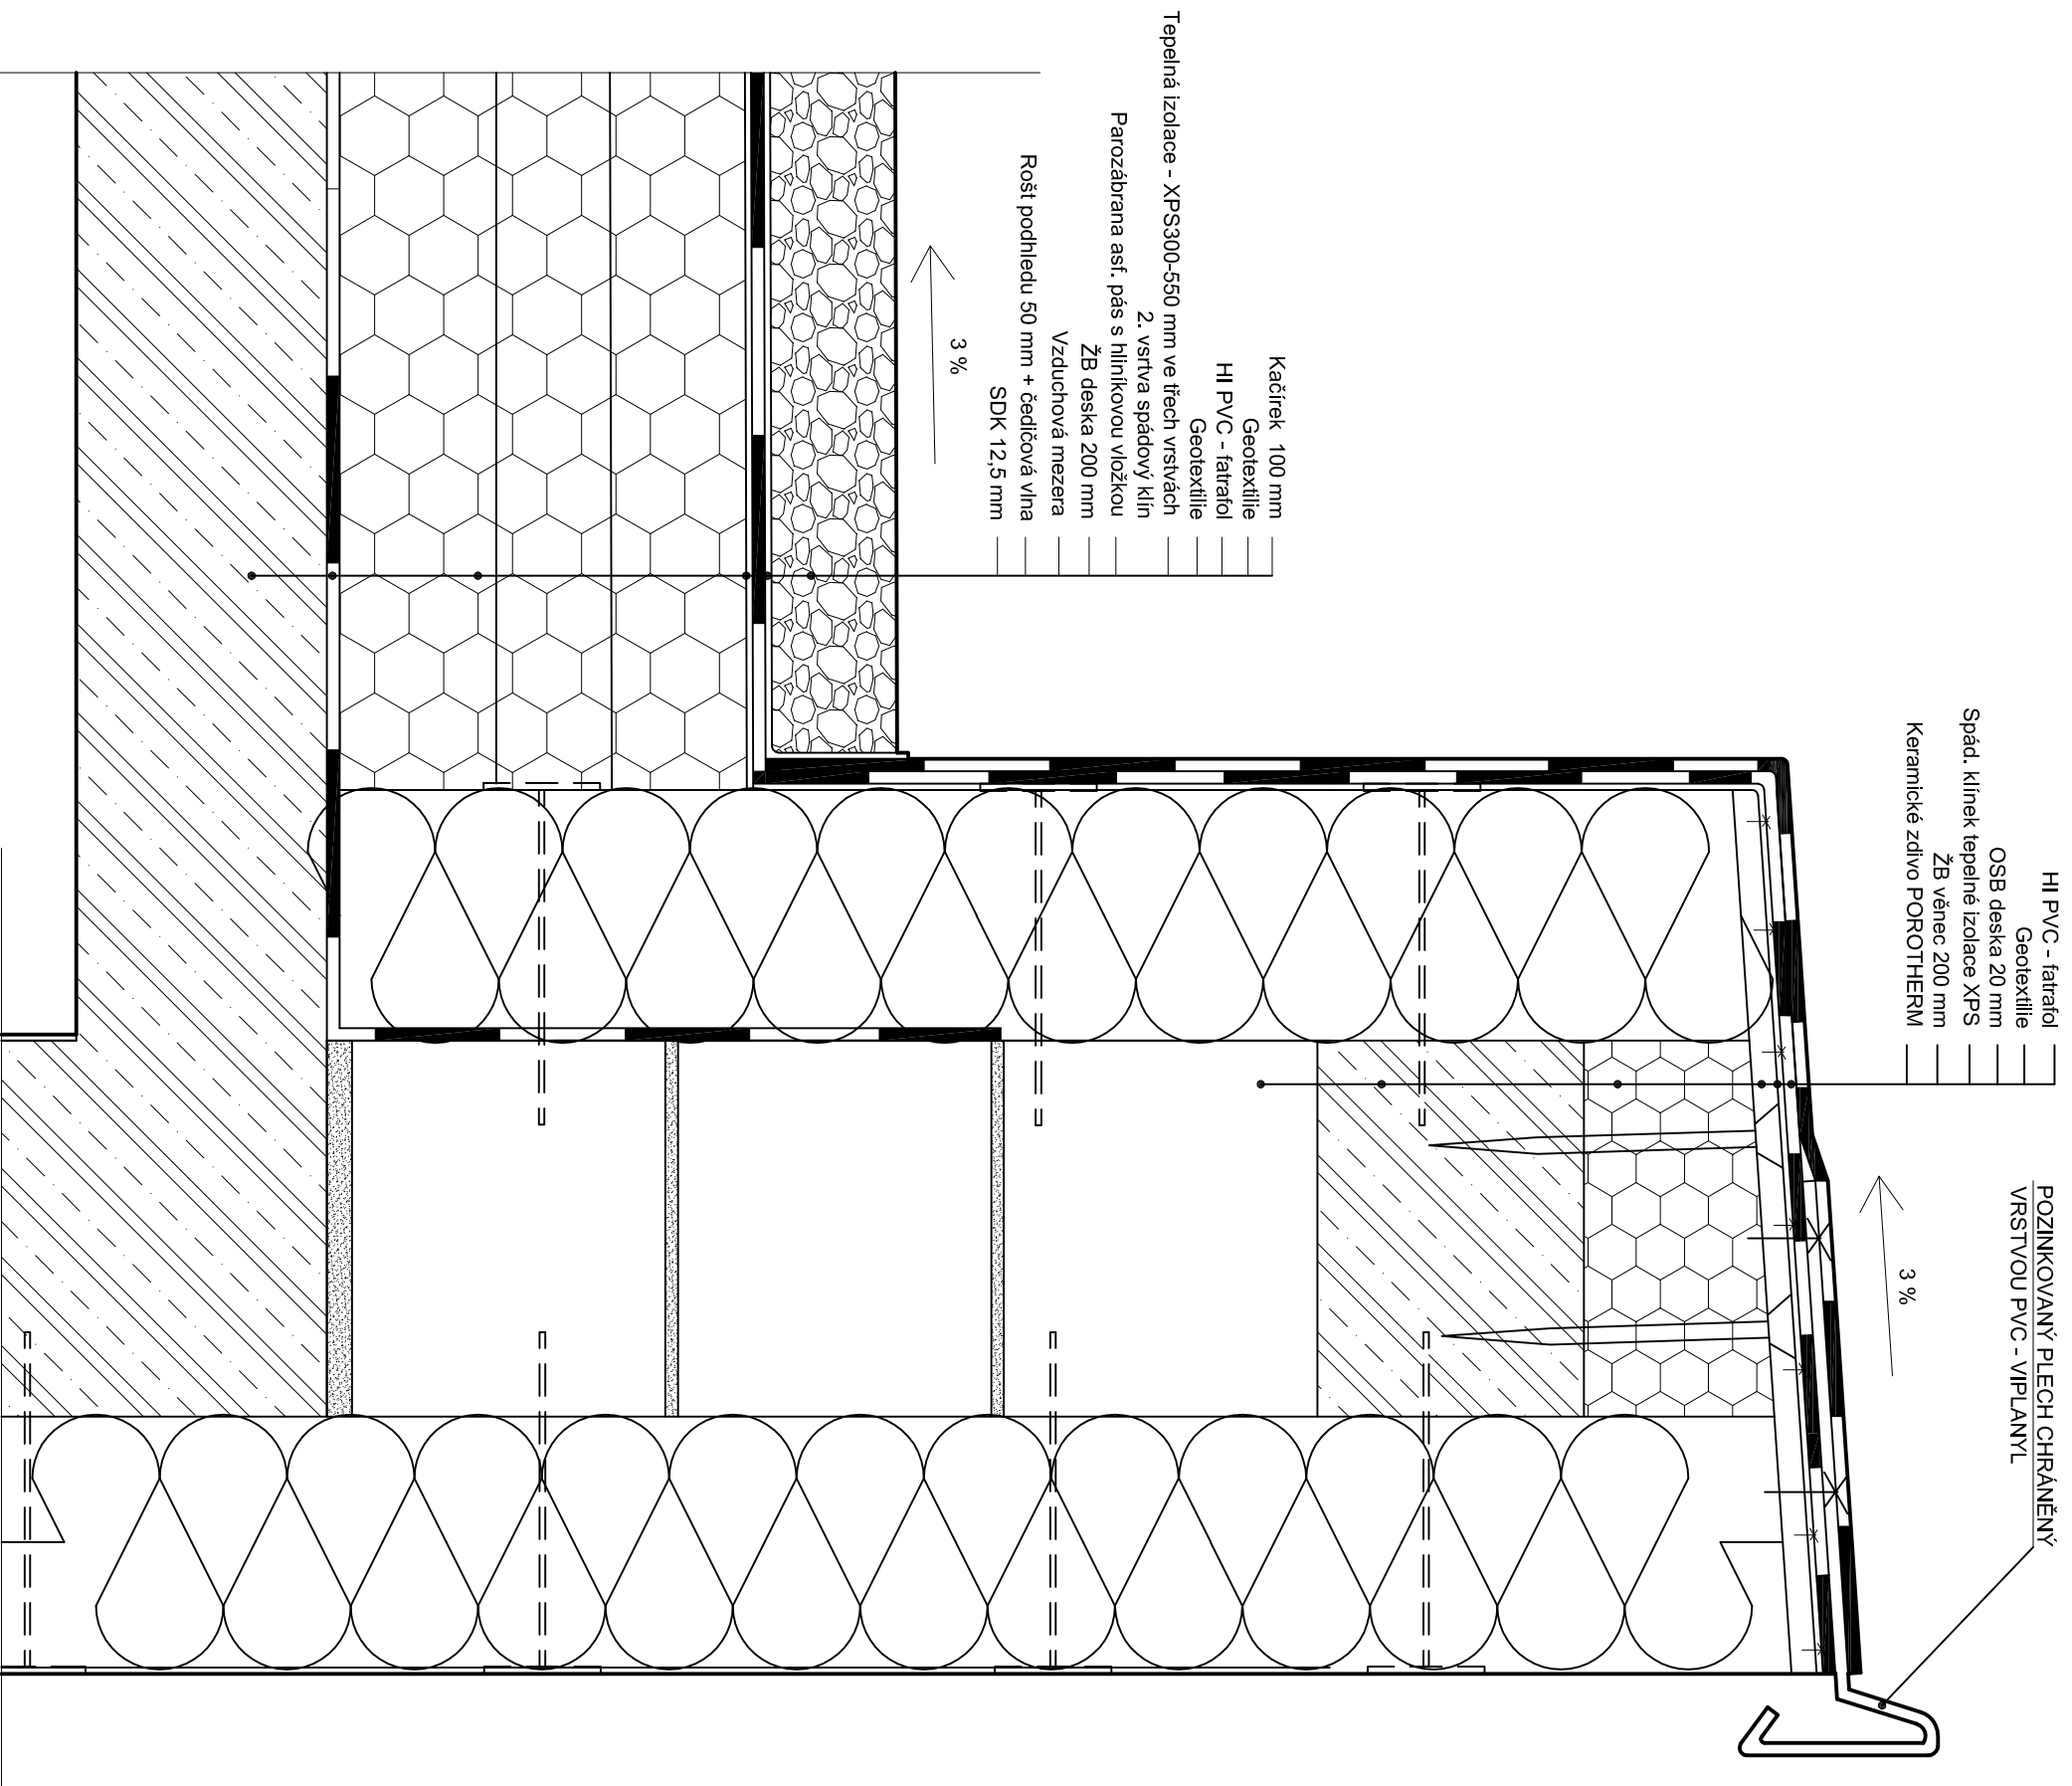 HI PVC - fatrafol
Geotextilie
OSB deska 20 mm
Spád. klínek tepelné izolace XPS
ŽB věnec 200 mm
Keramické zdivo POROTHERM
POZINKOVANÝ PLECH CHRÁNĚNÝ
VRSTVOU PVC - VIPLANYL
3 %
Kačírek 100 mm
Geotextilie
HI PVC - fatrafol
Geotextilie
Tepelná izolace - XPS300-550 mm ve třech vrstvách
2. vsrtva spádový klín
Parozábrana asf. pás s hliníkovou vložkou
ŽB deska 200 mm
Vzduchová mezera
Rošt podhledu 50 mm + čedičová vlna
SDK 12,5 mm
3 %